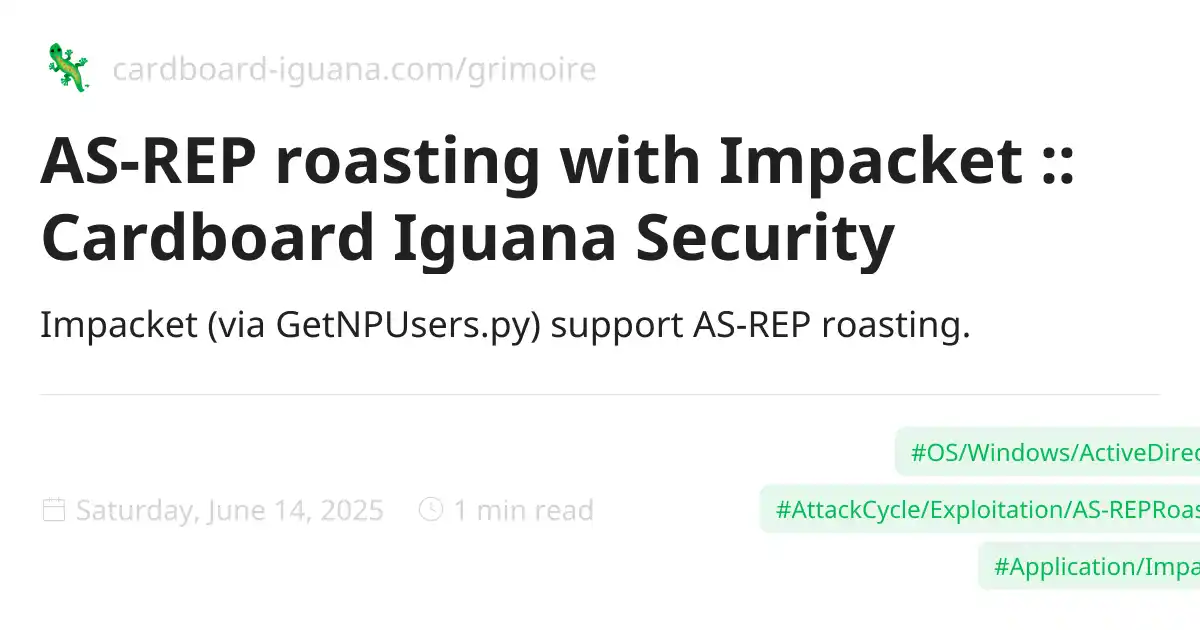 cardboard-iguana.com/grimoire
AS-REP roasting with Impacket ::
Cardboard Iguana Security
Impacket (via GetNPUsers.py) support AS-REP roasting.
#OS/Windows/ActiveDirec
Saturday, June 14, 2025 1 min read
#AttackCycle/Exploitation/AS-REPRoas
#Application/Impa